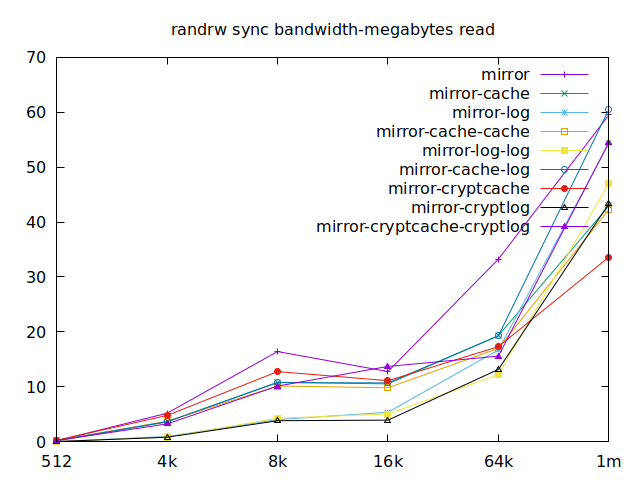 randrw sync bandwidth-megabytes read
70
60
50
40
30
20
10
0
mirror
mirror-cache
mirror-log
mirror-cache-cache
mirror-log-log
mirror-cache-log
mirror-cryptcache
mirror-cryptlog
mirror-cryptcache-cryptlog
512 4k 8k 16k 64k 1m